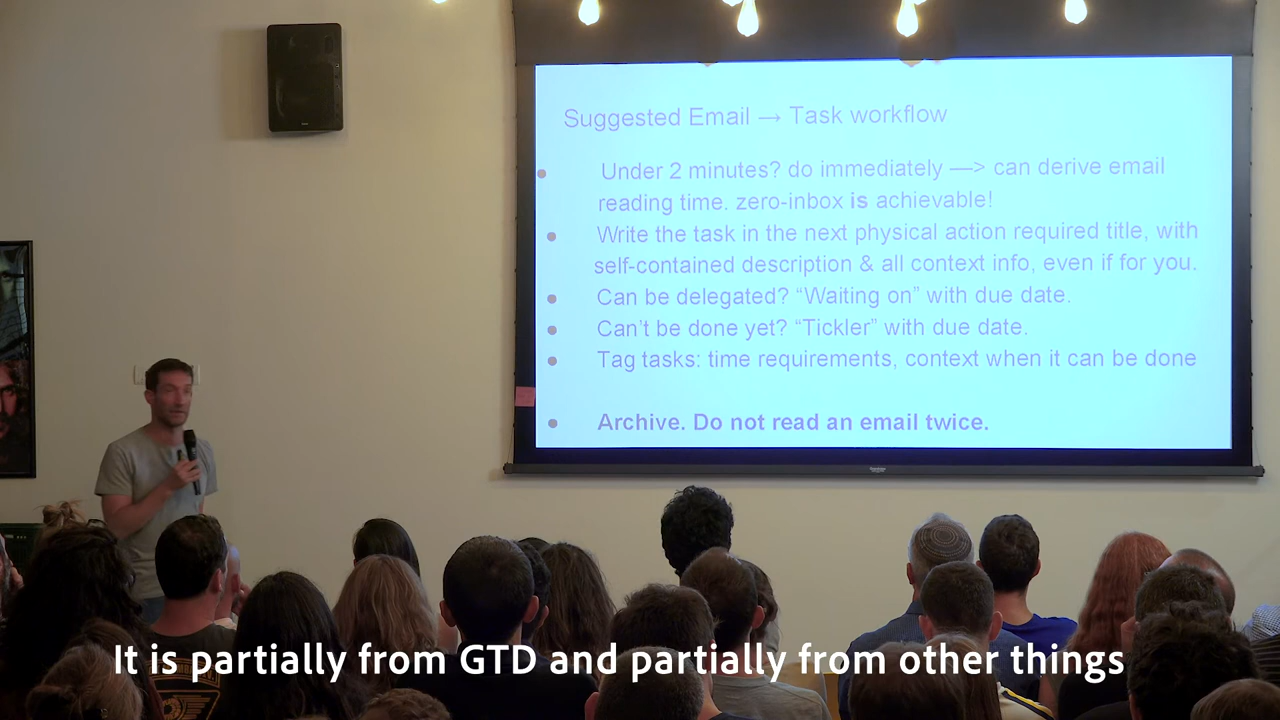 Suggested Email → Task workflow
Under 2 minutes? do immediately —> can derive email
reading time. zero-inbox is achievable!
Write the task in the next physical action required title, with
self-contained description & all context info, even if for you.
Can be delegated? “Waiting on” with due date.
Can’t be done yet? “Tickler” with due date.
Tag tasks: time requirements, context when it can be done
Archive. Do not read an email twice.
It is partially from GTD and partially from other things